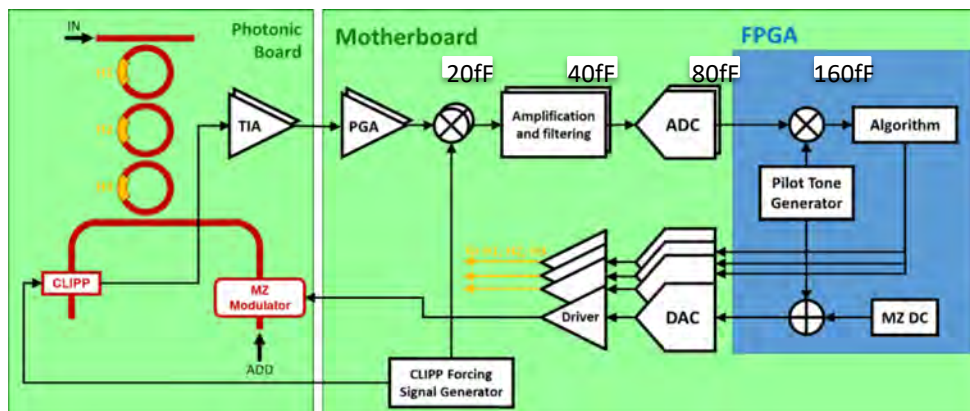 IN
Photonic
Board
Motherboard
FPGA
20fF
40fF
80fF
160fF
TIA
PGA
Amplification
and filtering
ADC
Algorithm
Pilot Tone
Generator
CLIPP
MZ
Modulator
Driver
DAC
MZ DC
ADD
CLIPP Forcing
Signal Generator